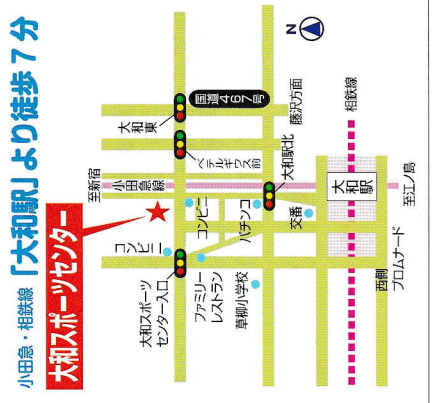 小田急・相鉄線「大和駅」より徒歩7分
大和スポーツセンター
N
国道467号
藤沢方面
相鉄線
大和東
ベテルギウス前
大和駅北
至新宿
小田急線
大和駅
至江ノ島
コンビニ
パチンコ
交番
コンビニ
大和スポーツ
センター入口
ファミリー
レストラン
草柳小学校
西側
プロムナード